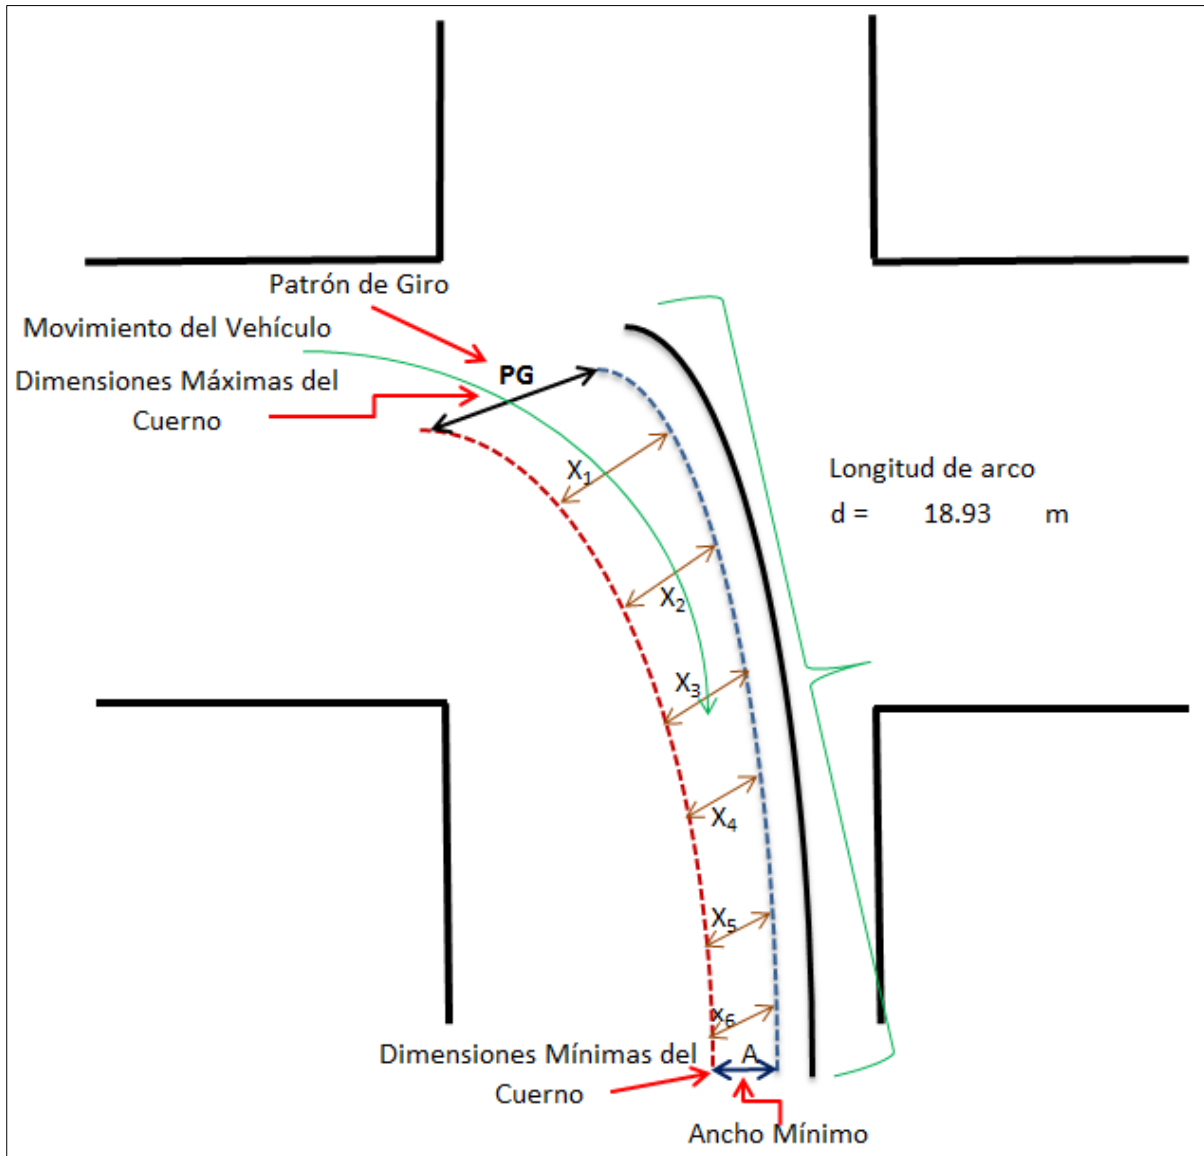 Patrón de Giro
Movimiento del Vehículo
PG
Dimensiones Máximas del
Cuerno
X1
Longitud de arco
d = 18.93 m
X2
X3
X4
X5
x6
Dimensiones Mínimas del
Cuerno
A
Ancho Mínimo